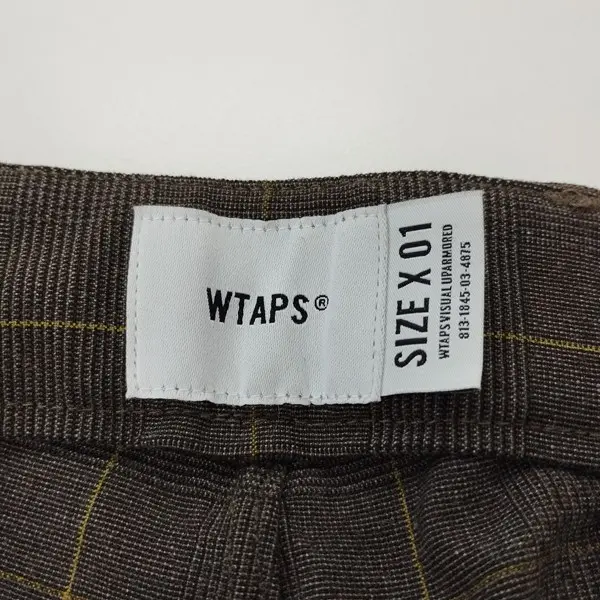 WTAPS®
SIZE X 01
WTAPSVISUALUPARMORED
813-1845-03-4875